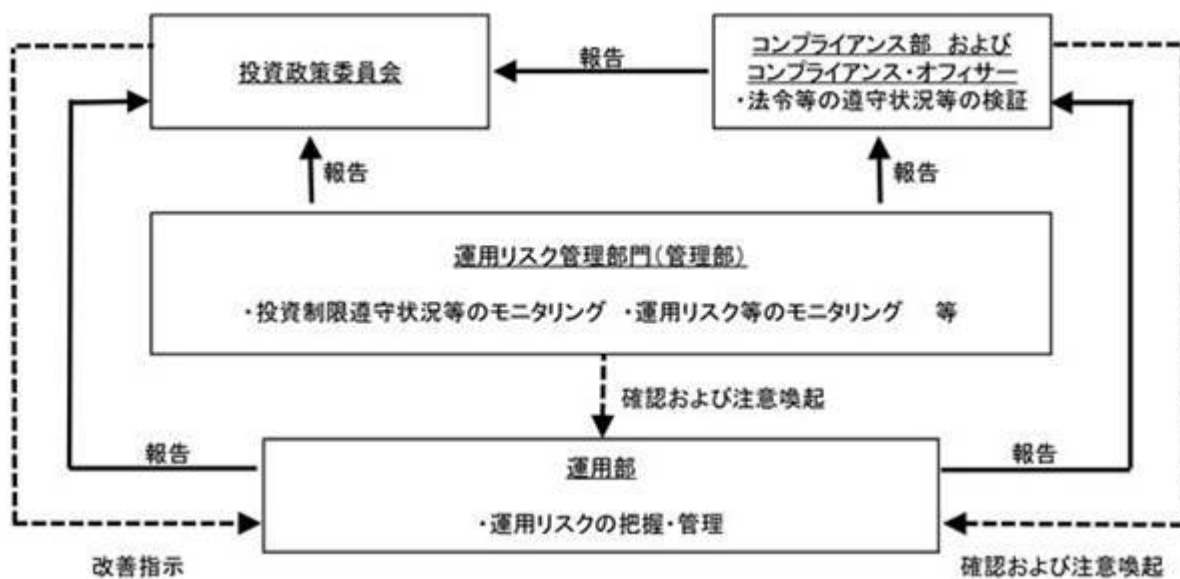 投資政策委員会
報告
コンプライアンス部 および
コンプライアンス・オフィサー
・法令等の遵守状況等の検証
報告
報告
運用リスク管理部門(管理部)
・投資制限遵守状況等のモニタリング ・運用リスク等のモニタリング 等
確認および注意喚起
報告
運用部
・運用リスクの把握・管理
報告
改善指示
確認および注意喚起